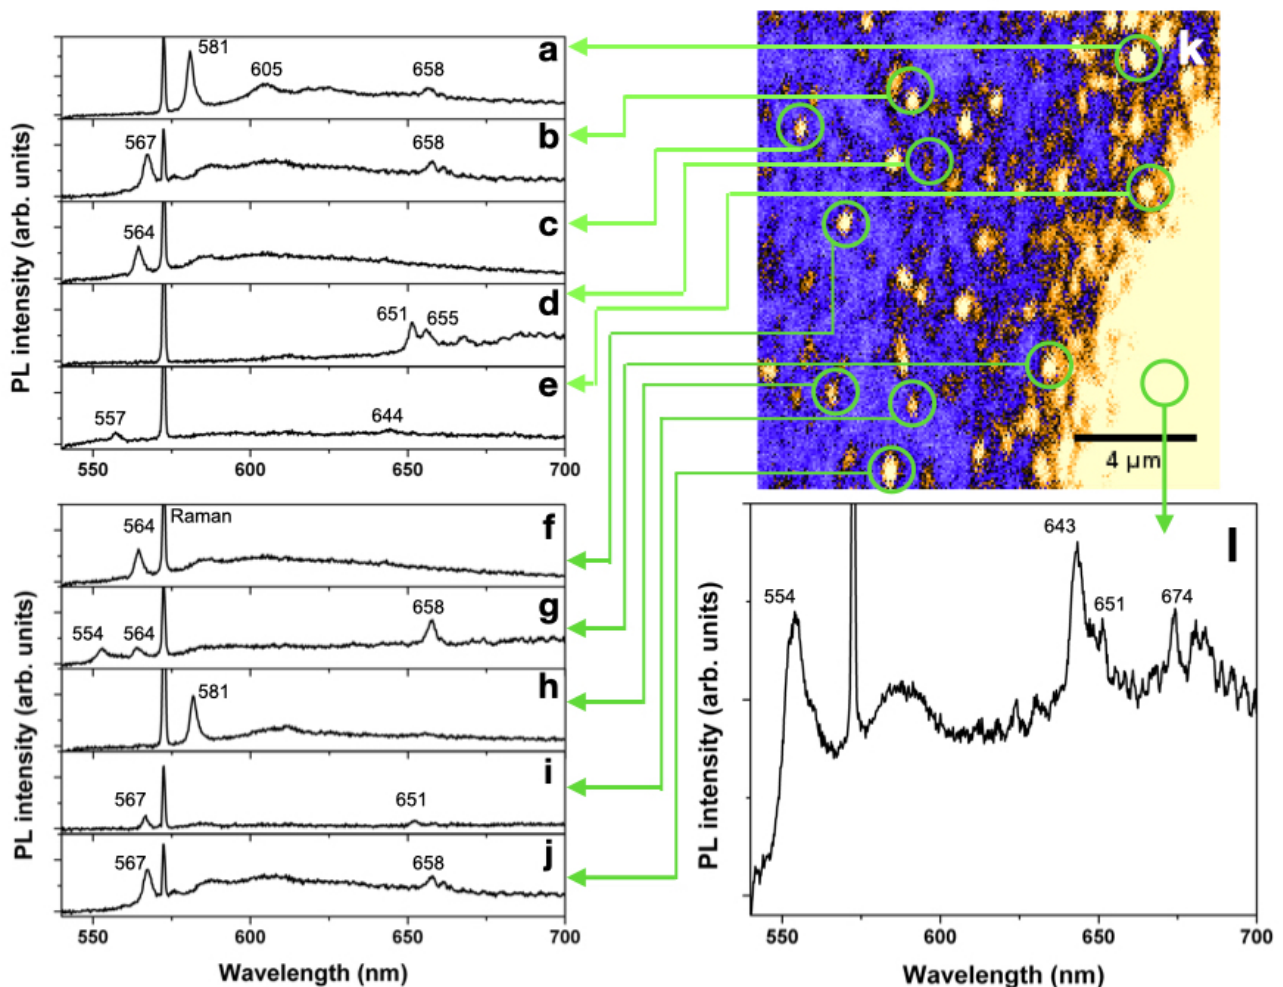 581
605
658
a
567
658
b
564
c
651
655
d
557
644
e
550
600
650
700
PL intensity (arb. units)
k
4 μm
564
Raman
f
554
564
658
g
581
h
567
651
i
567
658
j
550
600
650
700
PL intensity (arb. units)
Wavelength (nm)
554
643
651
674
l
550
600
650
700
PL intensity (arb. units)
Wavelength (nm)